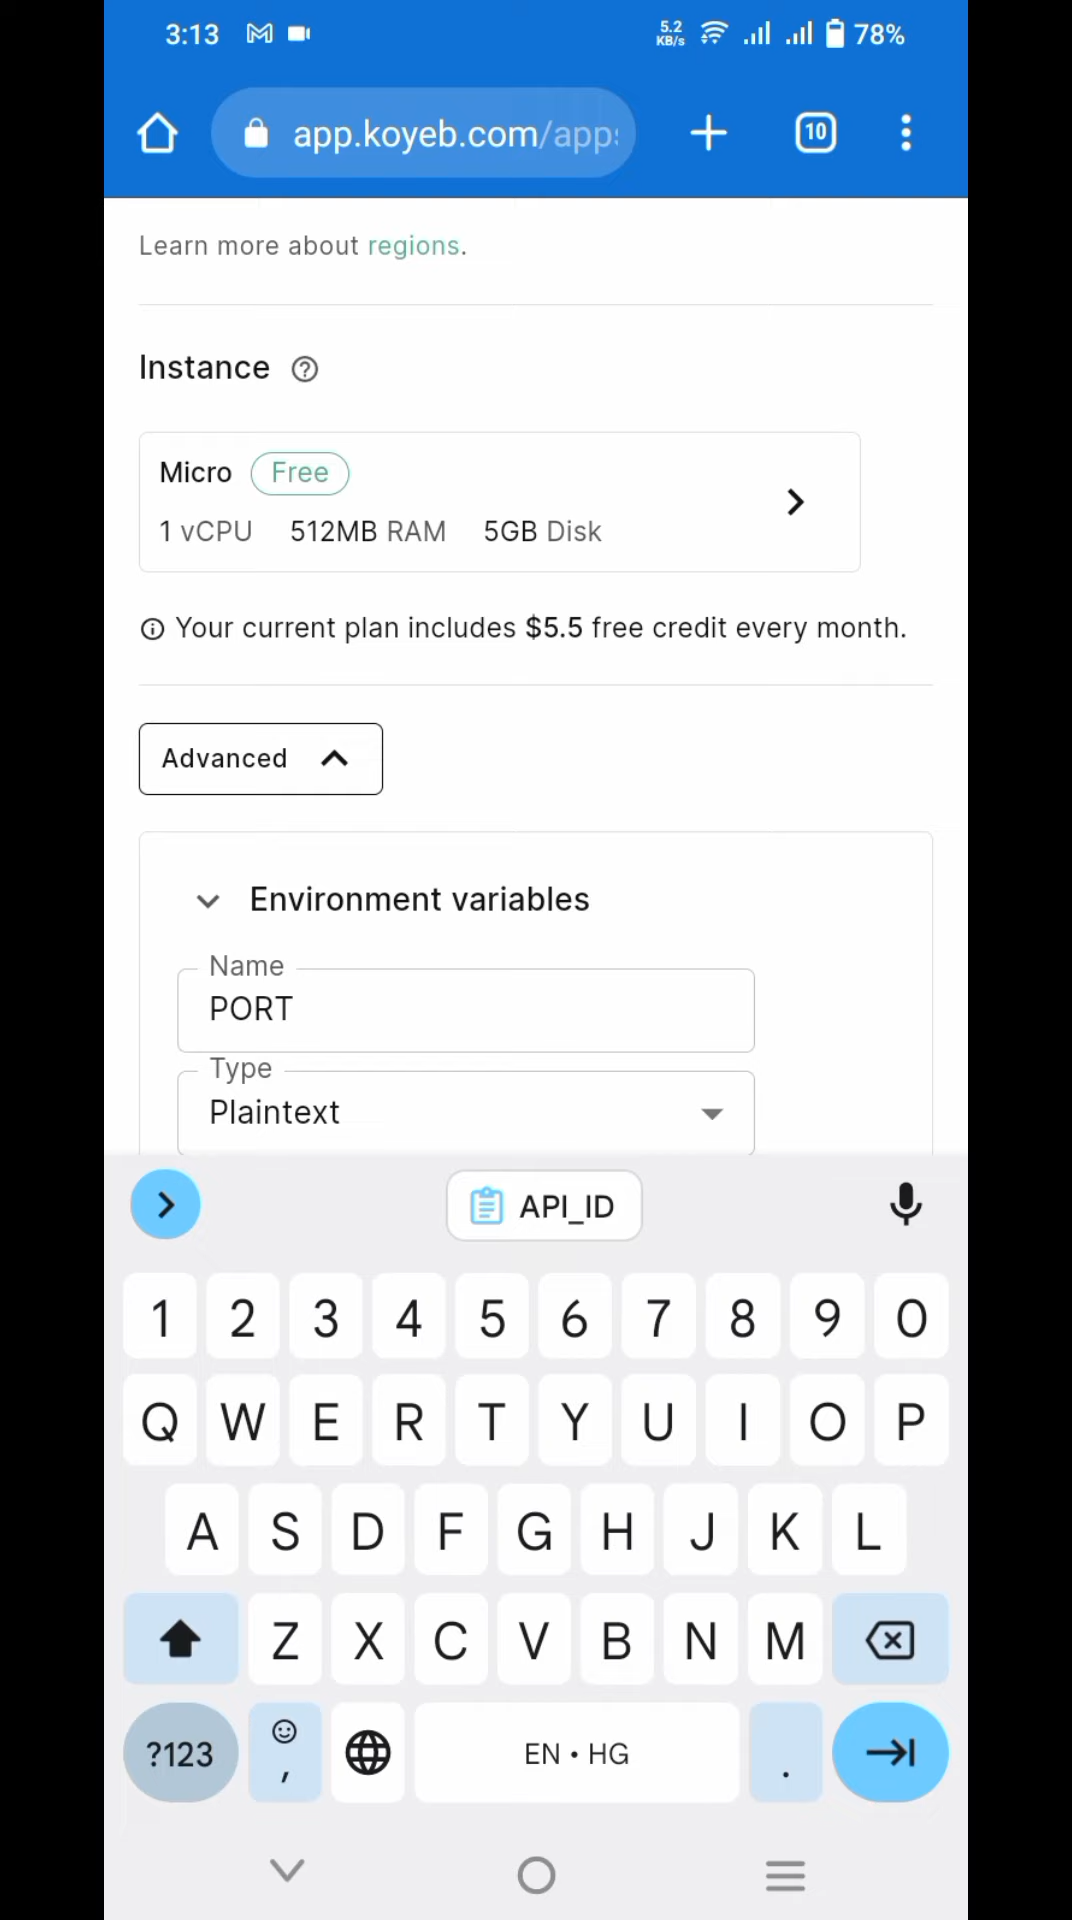 3:13 5.2 KB/s 78%
app.koyeb.com/apps 10
Learn more about regions.
Instance
Micro Free
1 vCPU 512MB RAM 5GB Disk
Your current plan includes $5.5 free credit every month.
Advanced
Environment variables
Name
PORT
Type
Plaintext
API_ID
1 2 3 4 5 6 7 8 9 0
Q W E R T Y U I O P
A S D F G H J K L
Z X C V B N M
?123 , EN • HG .